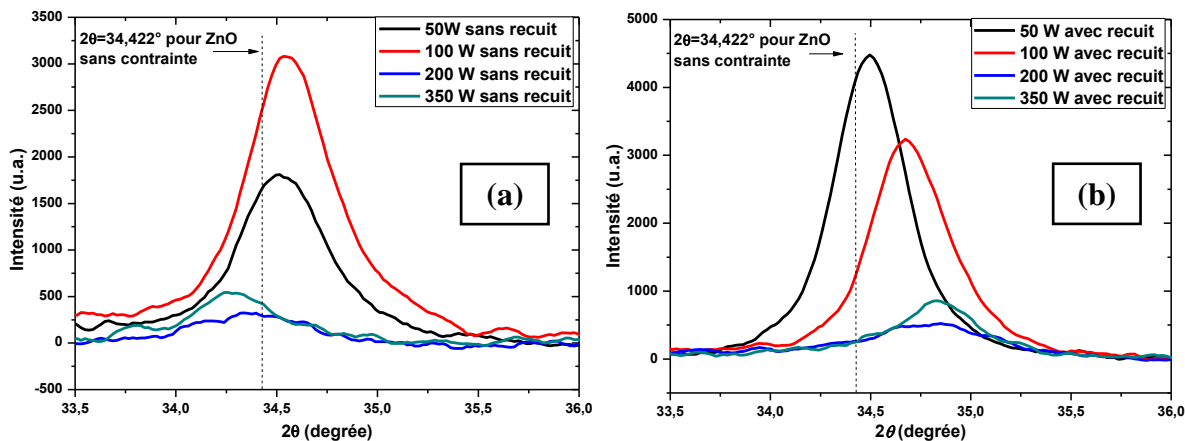 2θ=34,422° pour ZnO
sans contrainte
50W sans recuit
100 W sans recuit
200 W sans recuit
350 W sans recuit
(a)
Intensité (u.a.)
3500
3000
2500
2000
1500
1000
500
0
-500
33,5 34,0 34,5 35,0 35,5 36,0
2θ (degrée)
2θ=34,422° pour ZnO
sans contrainte
50 W avec recuit
100 W avec recuit
200 W avec recuit
350 W avec recuit
(b)
Intensité (u.a.)
5000
4000
3000
2000
1000
0
33,5 34,0 34,5 35,0 35,5 36,0
2θ (degrée)